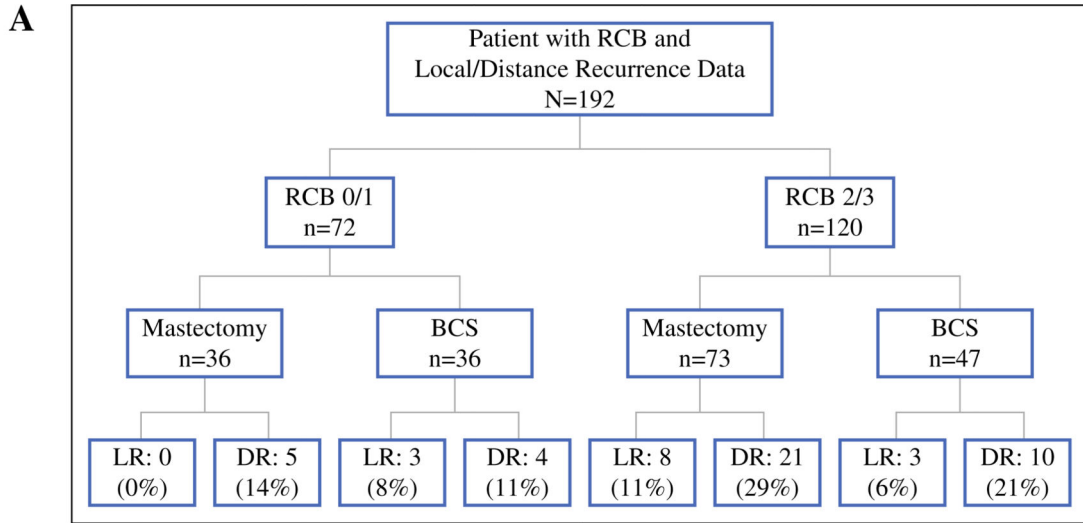 A
Patient with RCB and
Local/Distance Recurrence Data
N=192
RCB 0/1
n=72
RCB 2/3
n=120
Mastectomy
n=36
BCS
n=36
Mastectomy
n=73
BCS
n=47
LR: 0
(0%)
DR: 5
(14%)
LR: 3
(8%)
DR: 4
(11%)
LR: 8
(11%)
DR: 21
(29%)
LR: 3
(6%)
DR: 10
(21%)